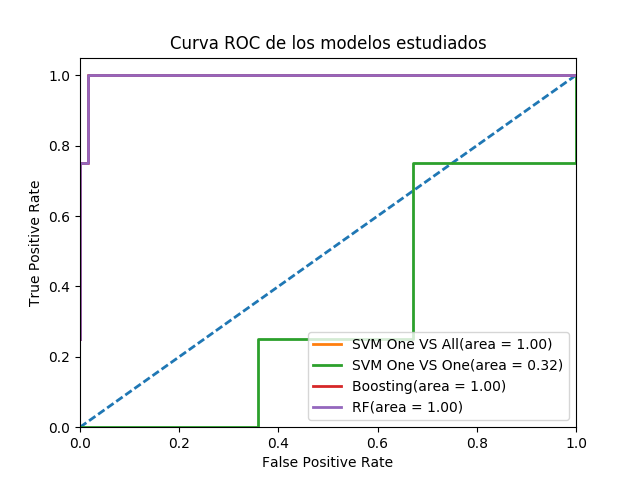 Curva ROC de los modelos estudiados
1.0
0.8
0.6
0.4
0.2
0.0
True Positive Rate
SVM One VS All(area = 1.00)
SVM One VS One(area = 0.32)
Boosting(area = 1.00)
RF(area = 1.00)
0.0 0.2 0.4 0.6 0.8 1.0
False Positive Rate